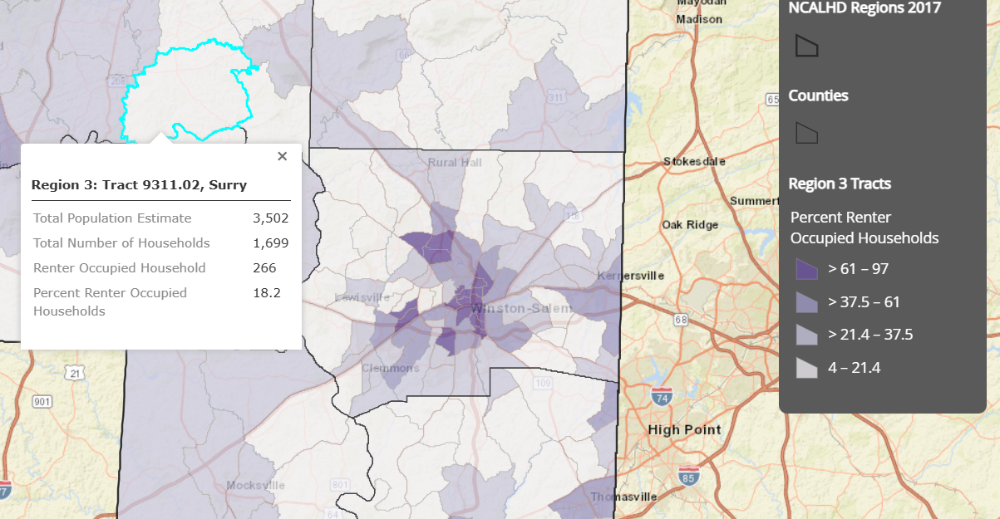 Mayodan
Madison
NCALHD Regions 2017
66
268
311
65
Counties
Rural Hall
Stokesdale
×
Region 3: Tract 9311.02, Surry
Total Population Estimate 3,502
Total Number of Households 1,699
Renter Occupied Household 266
Percent Renter Occupied 18.2
Households
Region 3 Tracts
Percent Renter
Occupied Households
> 61 – 97
> 37.5 – 61
> 21.4 – 37.5
4 – 21.4
Summerf
158
Oak Ridge
Kernersville
Lewisville
Winston-Salem
68
Clemmons
21
109
74
901
High Point
85
Mocksville
801
77
Thomasville
64